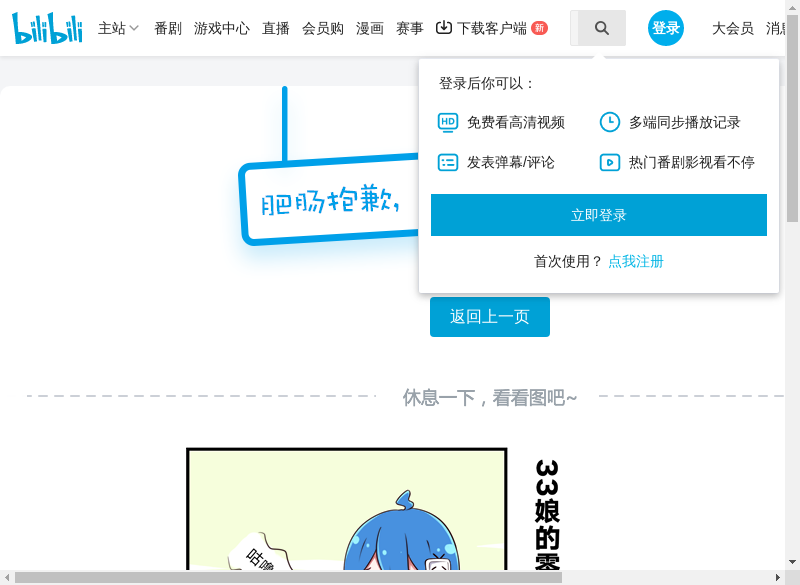 bilibili 主站 番剧 游戏中心 直播 会员购 漫画 赛事 下载客户端 新 登录 大会员 消息
登录后你可以：
HD 免费看高清视频 多端同步播放记录
发表弹幕/评论 热门番剧影视看不停
肥肠抱歉,
立即登录
首次使用？ 点我注册
返回上一页
休息一下，看看图吧~
33娘的零
咕噜